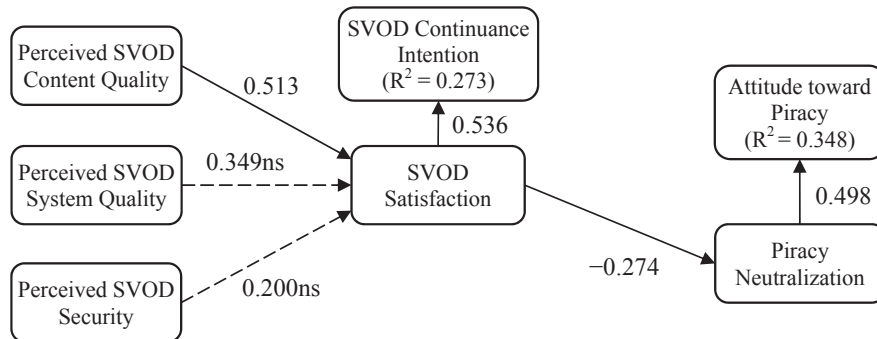 Perceived SVOD
Content Quality
0.513
SVOD Continuance
Intention
(R² = 0.273)
0.536
Attitude toward
Piracy
(R² = 0.348)
0.498
Perceived SVOD
System Quality
0.349ns
SVOD
Satisfaction
−0.274
Piracy
Neutralization
Perceived SVOD
Security
0.200ns